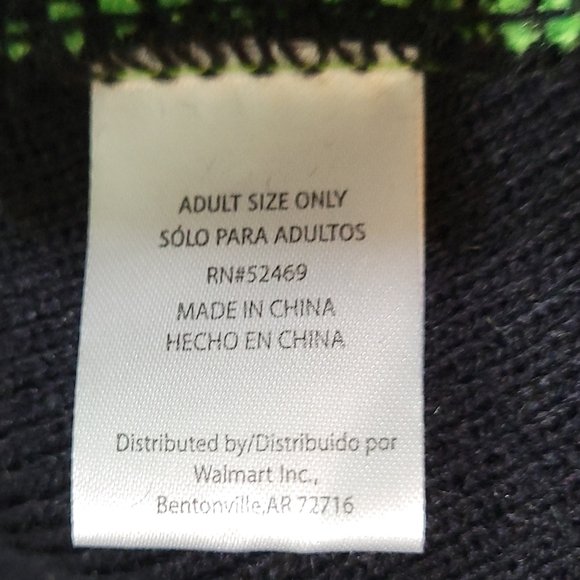 ADULT SIZE ONLY
SÓLO PARA ADULTOS
RN#52469
MADE IN CHINA
HECHO EN CHINA
Distributed by/Distribuido por
Walmart Inc.,
Bentonville,AR 72716